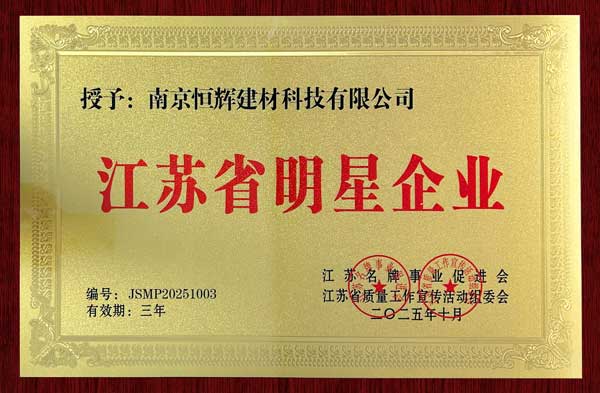 授予：南京恒辉建材科技有限公司
江苏省明星企业
江苏名牌事业促进会
编号：JSMP20251003
江苏省质量工作宣传活动组委会
有效期：三年
二〇二五年十月